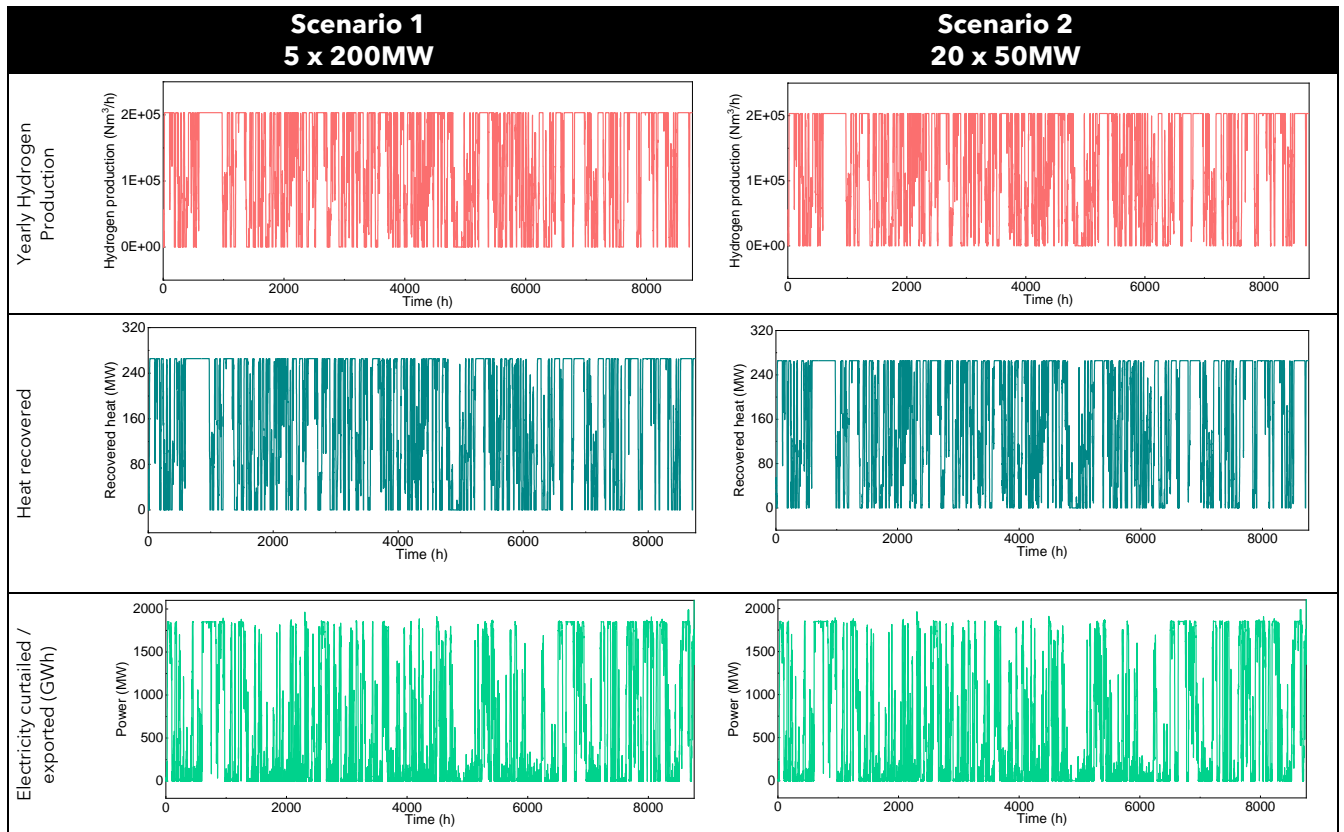 Scenario 1
5 x 200MW
Scenario 2
20 x 50MW
Yearly Hydrogen
Production
Hydrogen production (Nm³/h)
2E+05
1E+05
0E+00
0 2000 4000 6000 8000
Time (h)
Hydrogen production (Nm³/h)
2E+05
1E+05
0E+00
0 2000 4000 6000 8000
Time (h)
Heat recovered
Recovered heat (MW)
320
240
160
80
0
0 2000 4000 6000 8000
Time (h)
Recovered heat (MW)
320
240
160
80
0
0 2000 4000 6000 8000
Time (h)
Electricity curtailed /
exported (GWh)
Power (MW)
2000
1500
1000
500
0
0 2000 4000 6000 8000
Time (h)
Power (MW)
2000
1500
1000
500
0
0 2000 4000 6000 8000
Time (h)